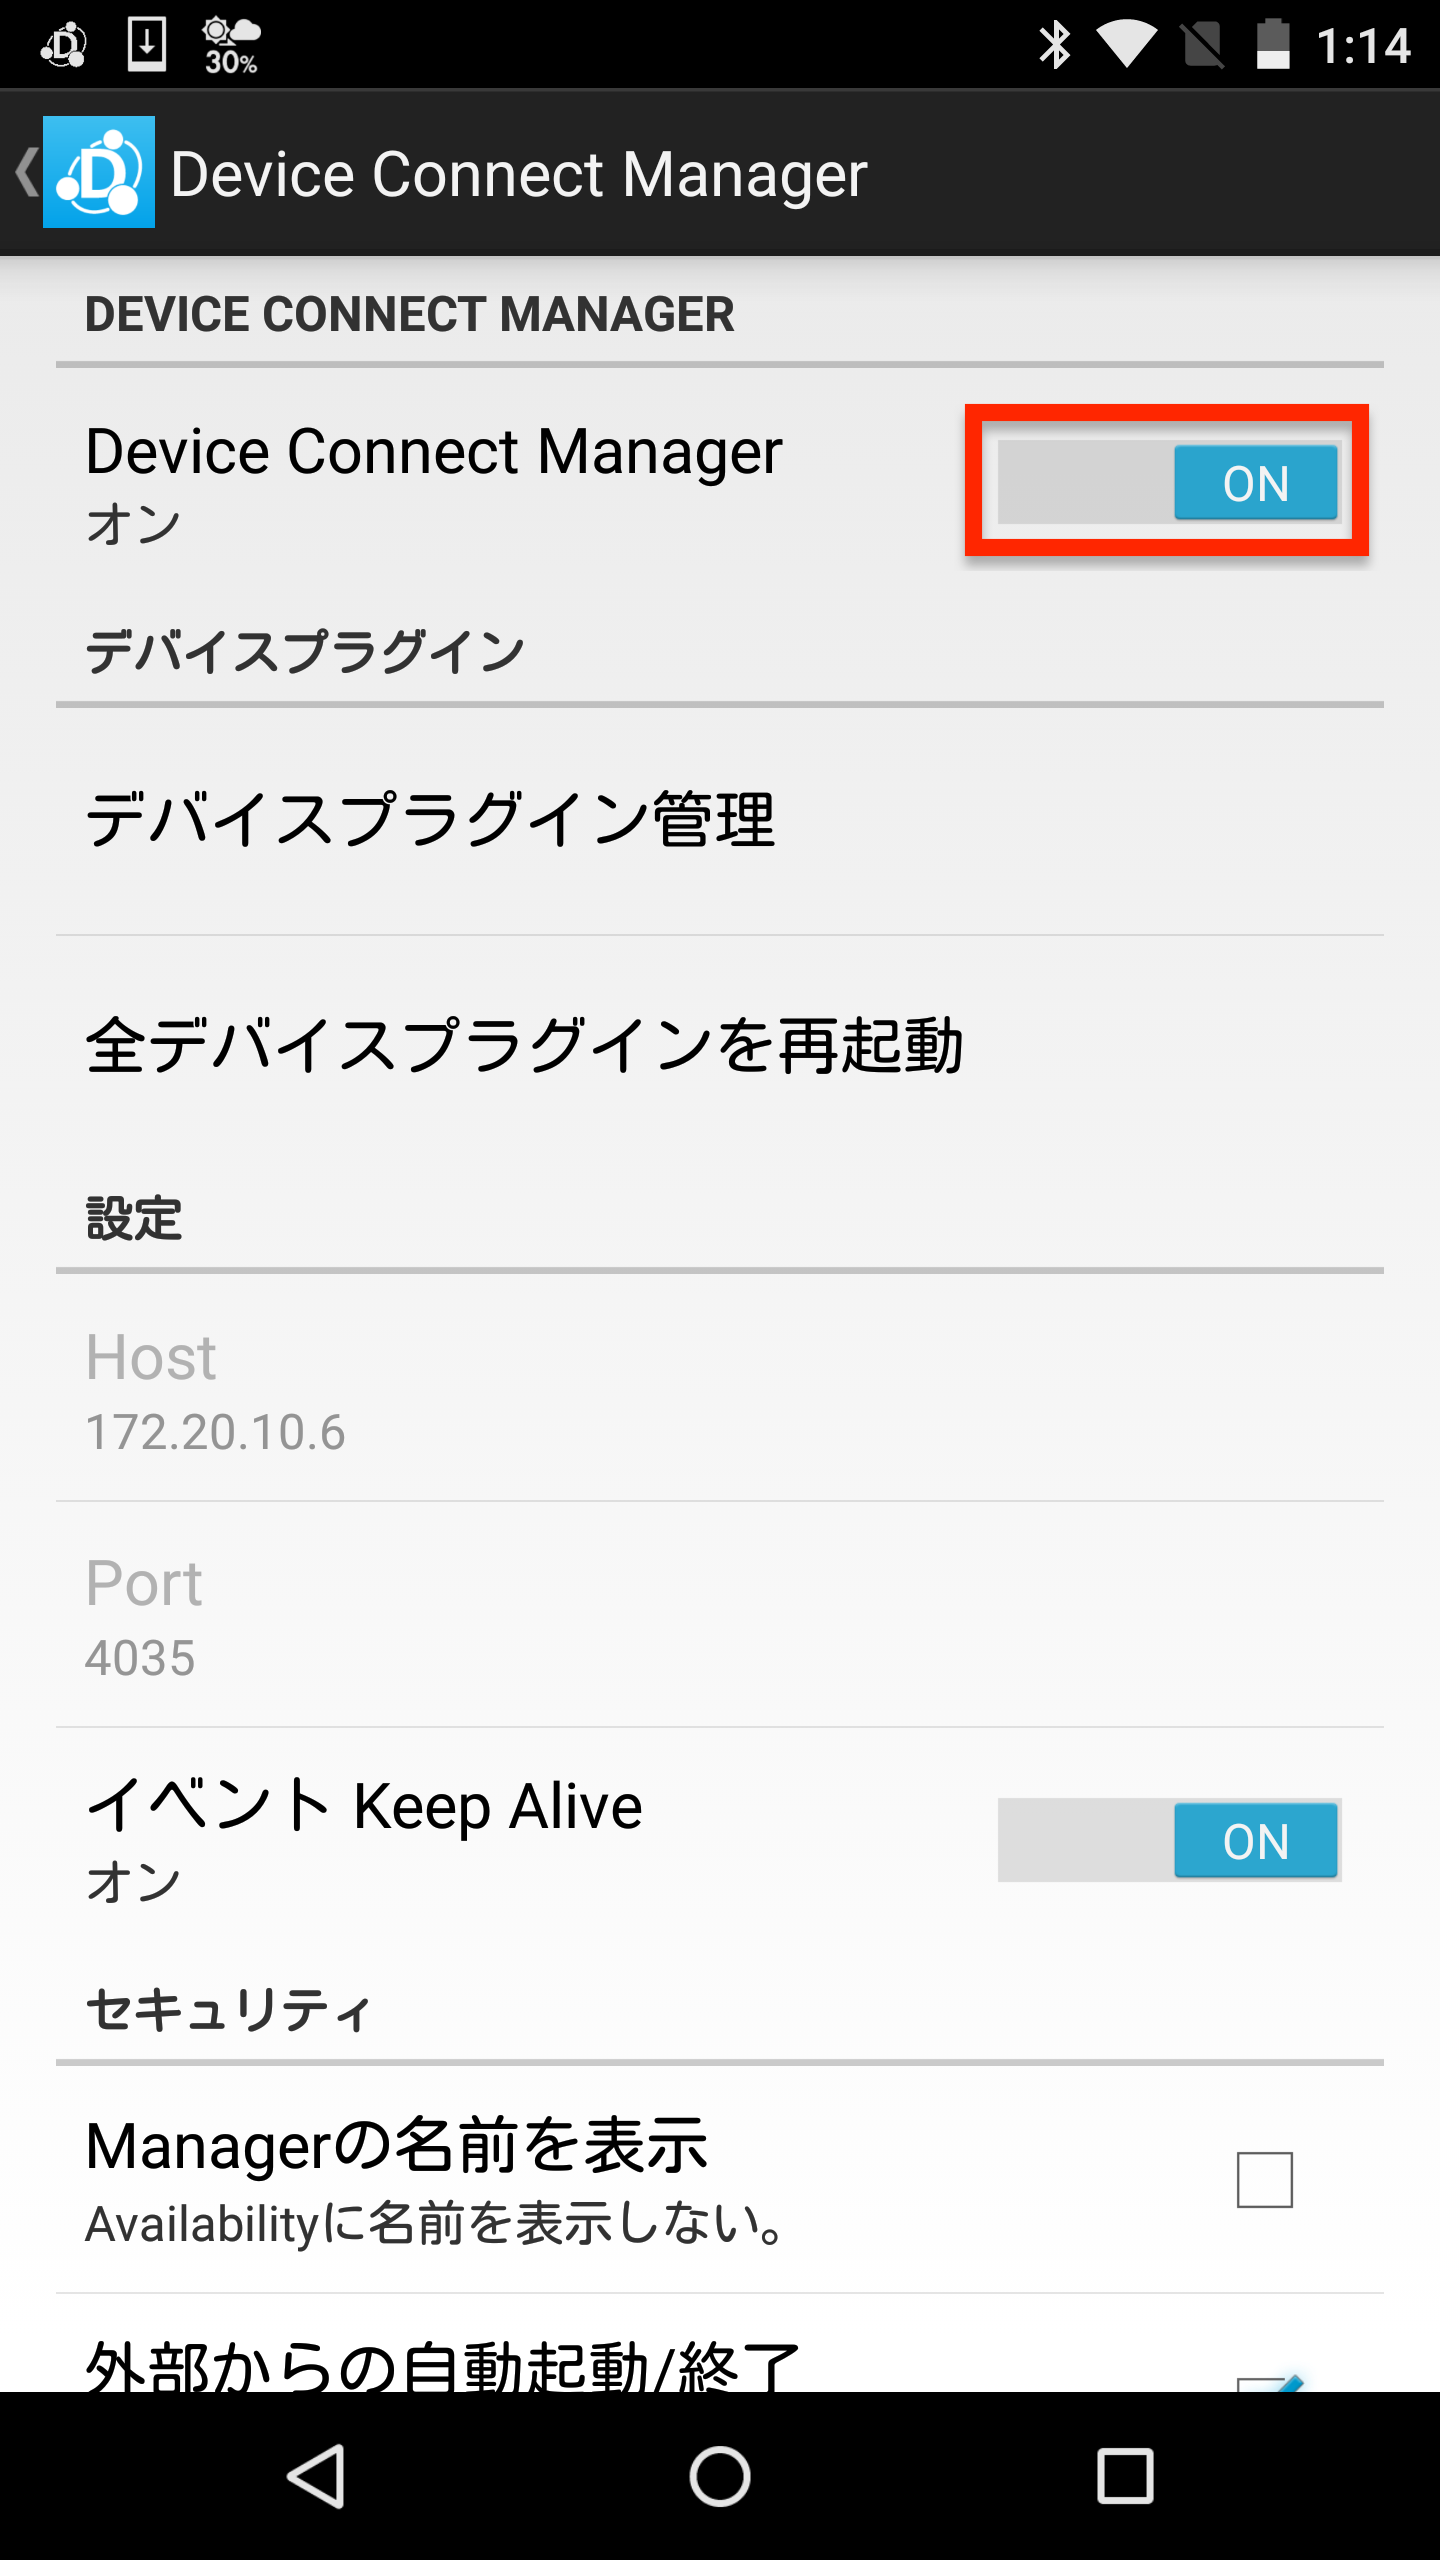 30%
1:14
Device Connect Manager
DEVICE CONNECT MANAGER
Device Connect Manager
ON
オン
デバイスプラグイン
デバイスプラグイン管理
全デバイスプラグインを再起動
設定
Host
172.20.10.6
Port
4035
イベント Keep Alive
ON
オン
セキュリティ
Managerの名前を表示
Availabilityに名前を表示しない。
外部からの自動起動/終了